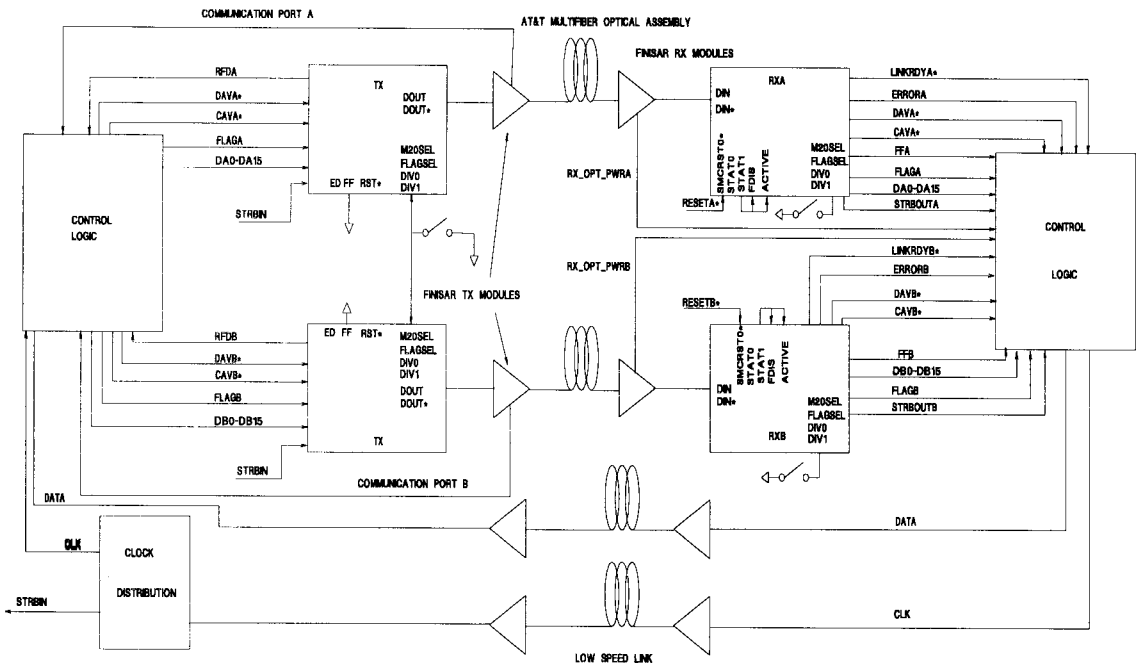 COMMUNICATION PORT A
AT&T MULTIFIBER OPTICAL ASSEMBLY
FINISAR RX MODULES
RFDA
DAVA*
CAVA*
FLAGA
DA0-DA15
STRBIN
CONTROL
LOGIC
TX
DOUT
DOUT*
M20SEL
FLAGSEL
DIV0
DIV1
ED FF RST*
RXA
DIN
DIN*
SMCRST0*
STAT0
STAT1
FDIS
ACTIVE
M20SEL
FLAGSEL
DIV0
DIV1
RESETA*
RX_OPT_PWRA
LINKRDYA*
ERRORA
DAVA*
CAVA*
FFA
FLAGA
DA0-DA15
STRBOUTA
CONTROL
LOGIC
FINISAR TX MODULES
RX_OPT_PWRB
RESETB*
LINKRDYB*
ERRORB
DAVB*
CAVB*
FFB
DB0-DB15
FLAGB
STRBOUTB
RFDB
DAVB*
CAVB*
FLAGB
DB0-DB15
STRBIN
ED FF RST*
M20SEL
FLAGSEL
DIV0
DIV1
DOUT
DOUT*
TX
SMCRST0*
STAT0
STAT1
FDIS
ACTIVE
DIN
DIN*
M20SEL
FLAGSEL
DIV0
DIV1
RXB
COMMUNICATION PORT B
DATA
DATA
CLK
CLOCK
DISTRIBUTION
STRBIN
CLK
LOW SPEED LINK